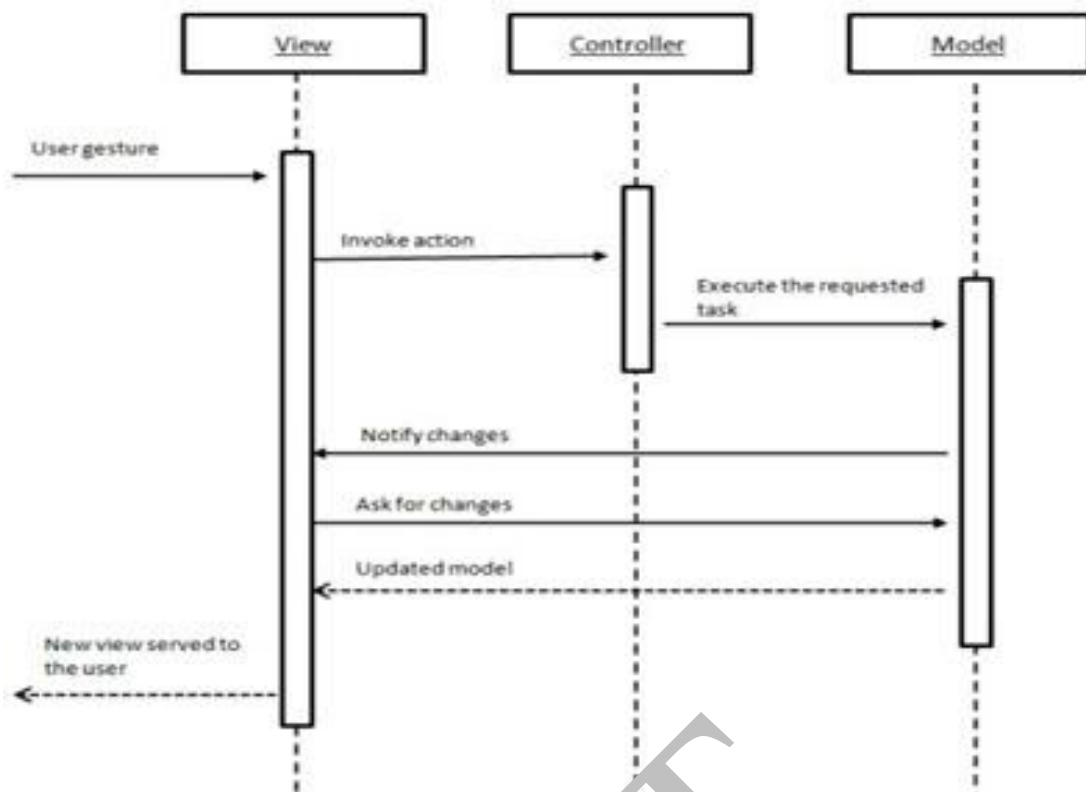 View
Controller
Model
User gesture
Invoke action
Execute the requested
task
Notify changes
Ask for changes
Updated model
New view served to
the user
T